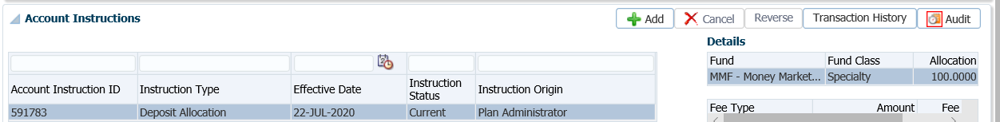 Account Instructions
Add
Cancel
Reverse
Transaction History
Audit
Account Instruction ID Instruction Type Effective Date Instruction Status Instruction Origin
591783 Deposit Allocation 22-JUL-2020 Current Plan Administrator
Details
Fund Fund Class Allocation
MMF - Money Market... Specialty 100.0000
Fee Type Amount Fee